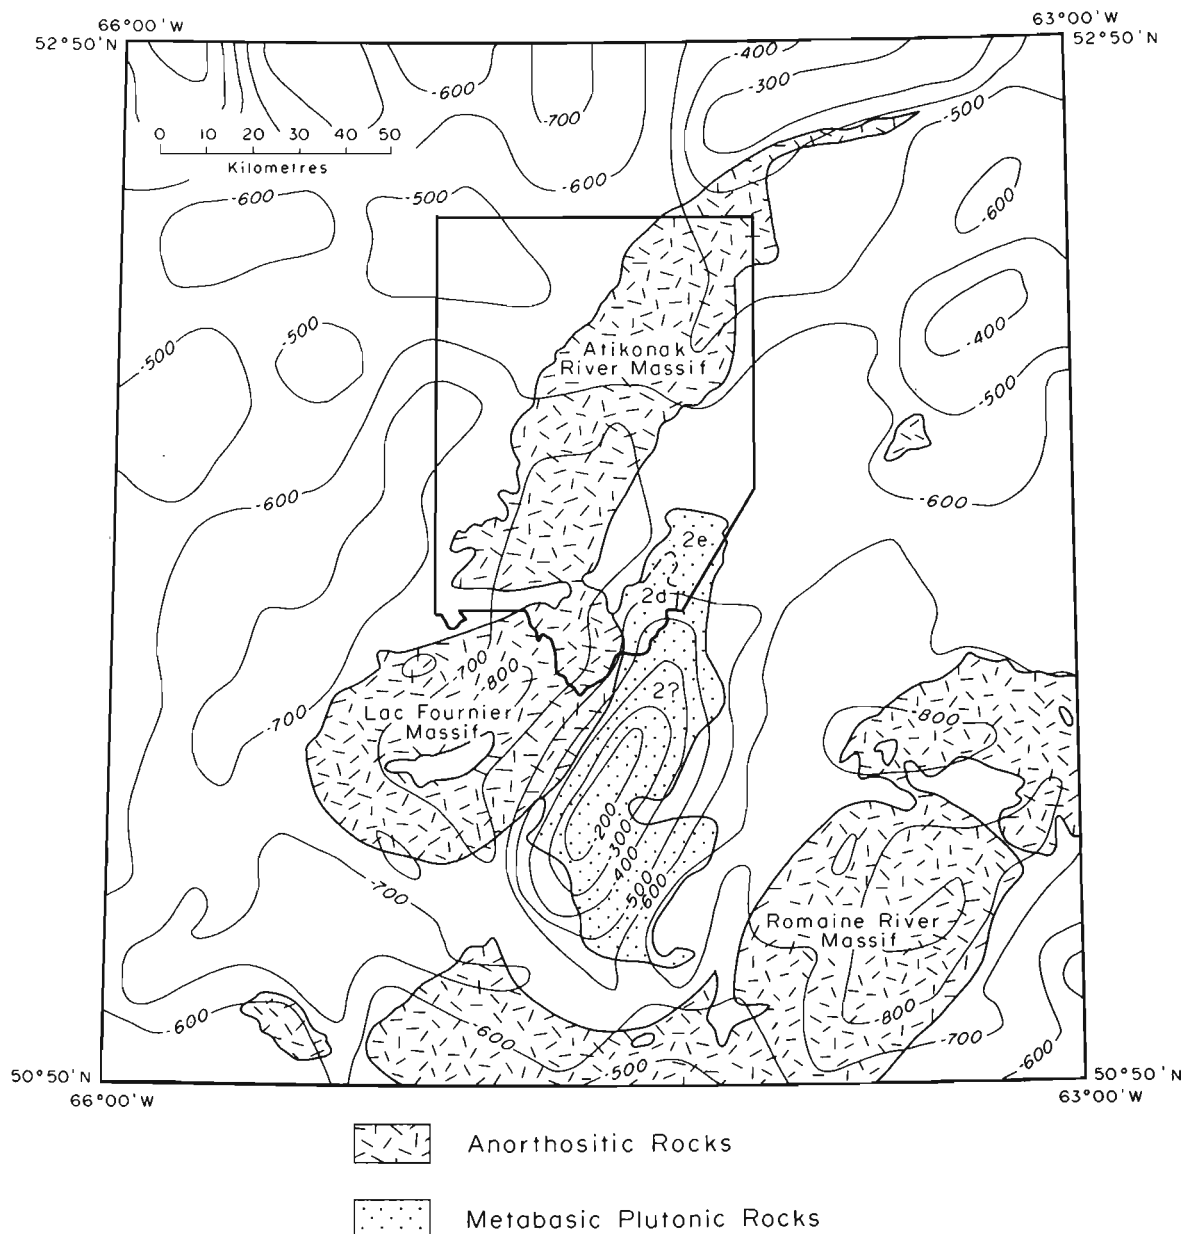 66°00'W
63°00'W
52°50'N
52°50'N
-400
-300
-600
-700
-500
0 10 20 30 40 50
Kilometres
-600
-600
-500
-600
-400
-500
-500
-500
Atikonak
River Massif
-600
-600
2e
2d
-700
-800
2?
-700
Lac Fournier
Massif
-800
200
300
400
500
600
-700
Romaine River
Massif
-600
600
-500
800
-700
-600
50°50'N
50°50'N
66°00'W
63°00'W
Anorthositic Rocks
Metabasic Plutonic Rocks